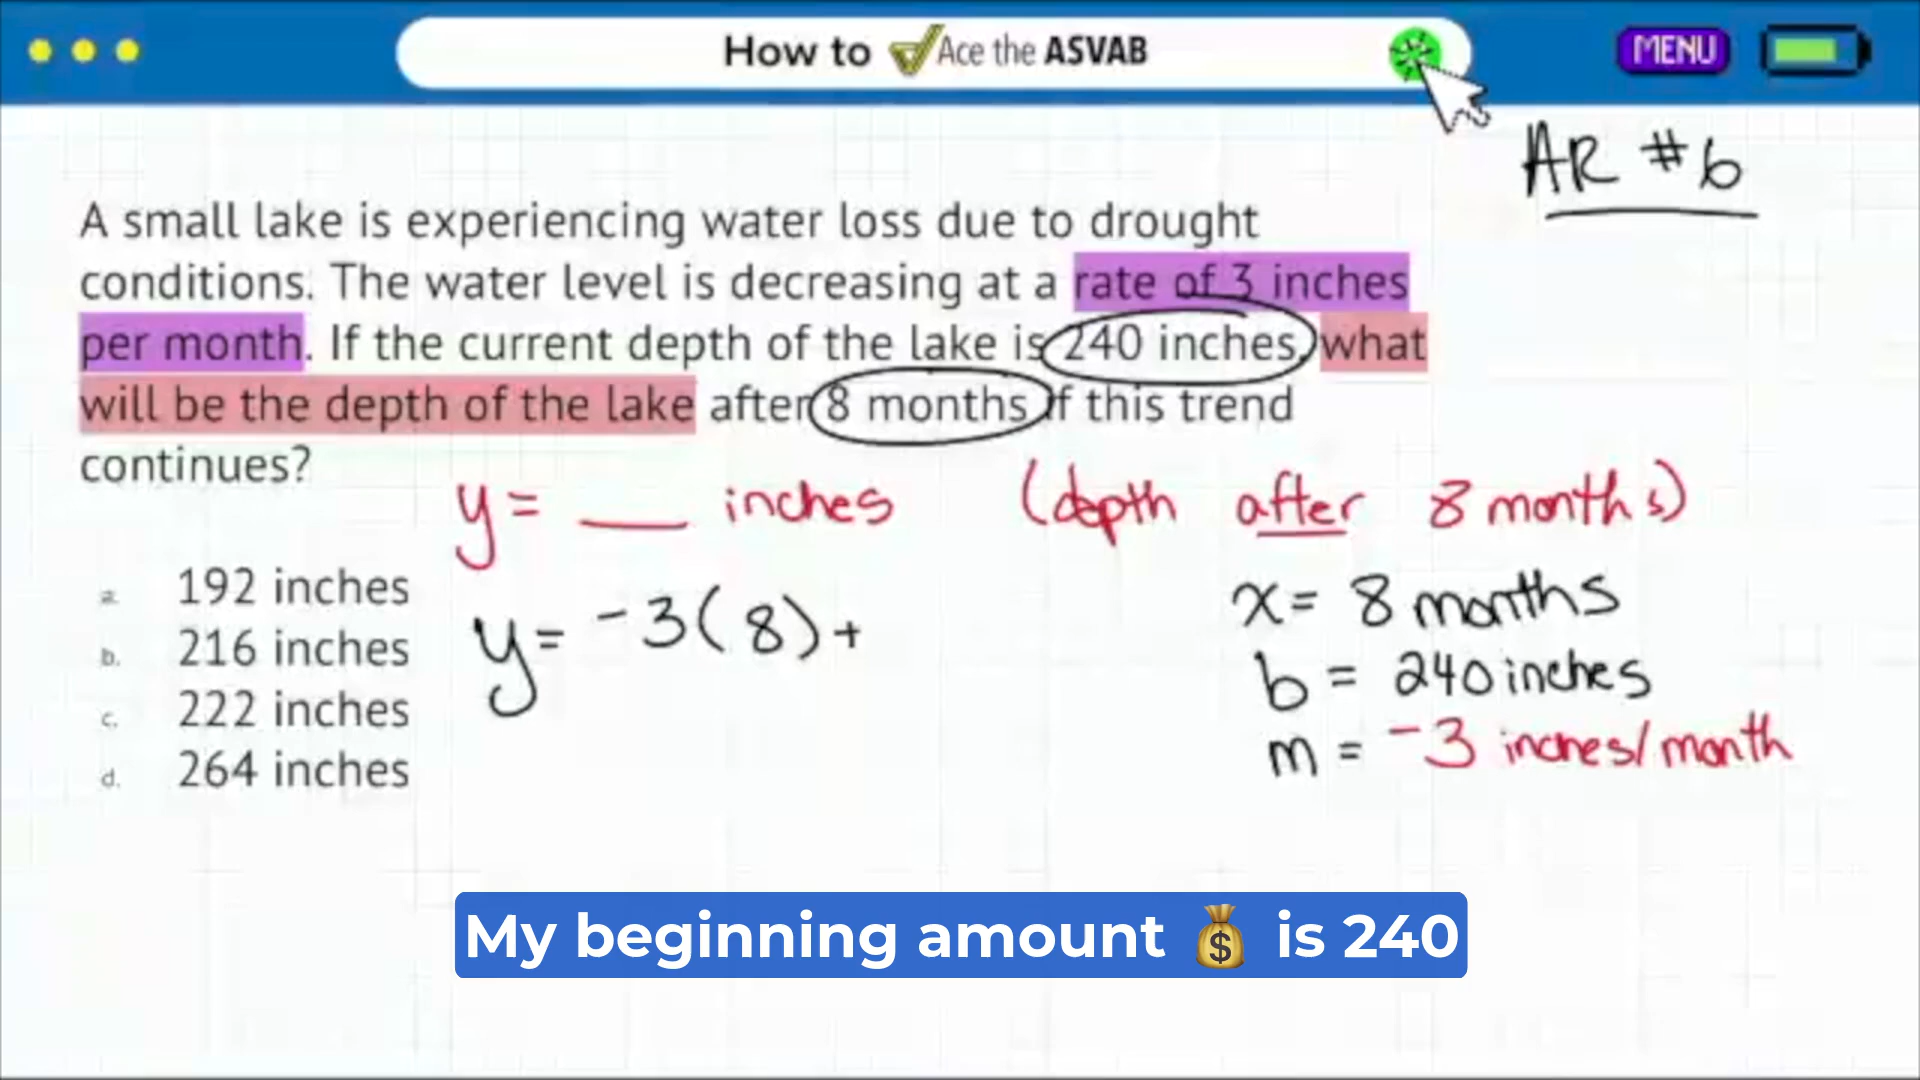 How to Ace the ASVAB
MENU
AR #6
A small lake is experiencing water loss due to drought
conditions. The water level is decreasing at a rate of 3 inches
per month. If the current depth of the lake is 240 inches, what
will be the depth of the lake after 8 months if this trend
continues?
y = ___ inches (depth after 8 months)
a. 192 inches
b. 216 inches
c. 222 inches
d. 264 inches
y = -3(8) +
x = 8 months
b = 240 inches
m = -3 inches/month
My beginning amount 💰 is 240